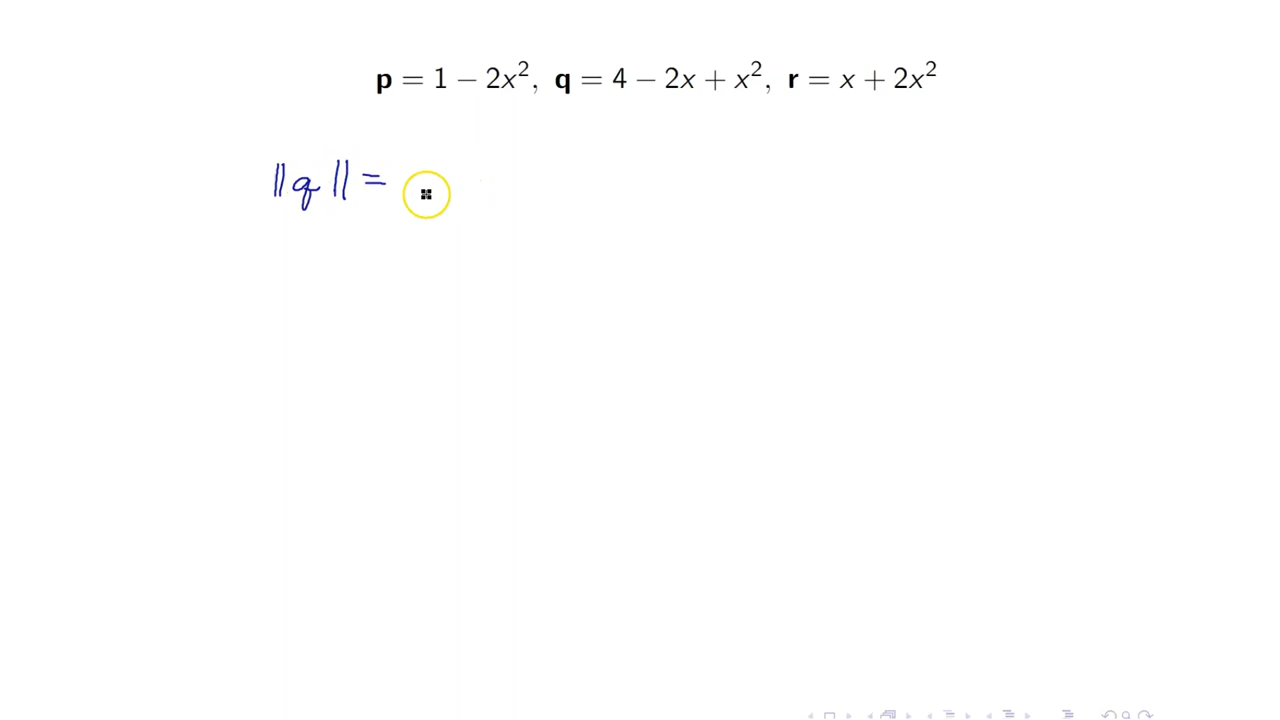 p = 1 − 2x², q = 4 − 2x + x², r = x + 2x²
‖q‖ =